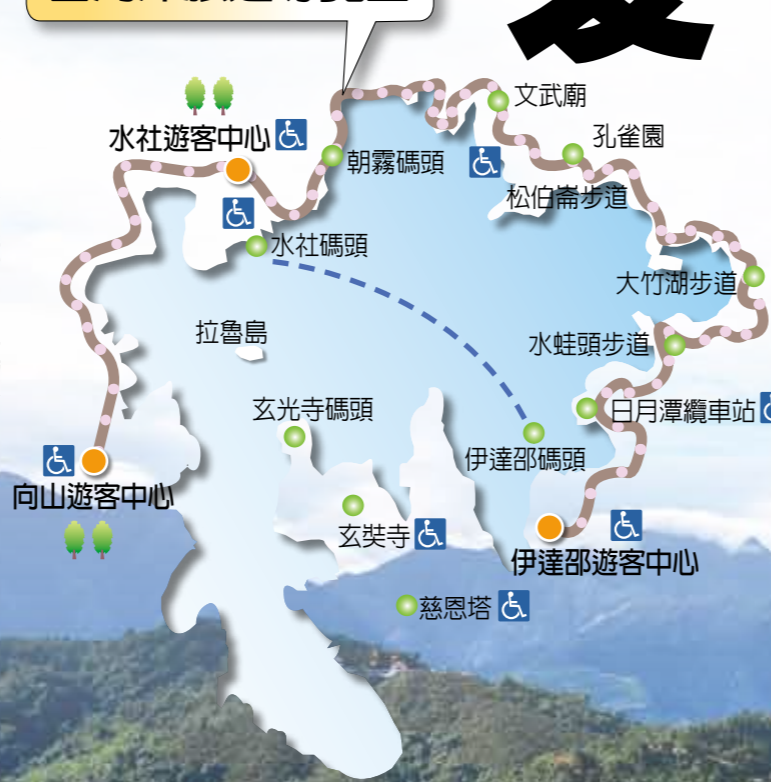 文武廟
孔雀園
水社遊客中心
朝霧碼頭
松伯崙步道
水社碼頭
大竹湖步道
拉魯島
水蛙頭步道
玄光寺碼頭
日月潭纜車站
伊達邵碼頭
向山遊客中心
玄奘寺
伊達邵遊客中心
慈恩塔